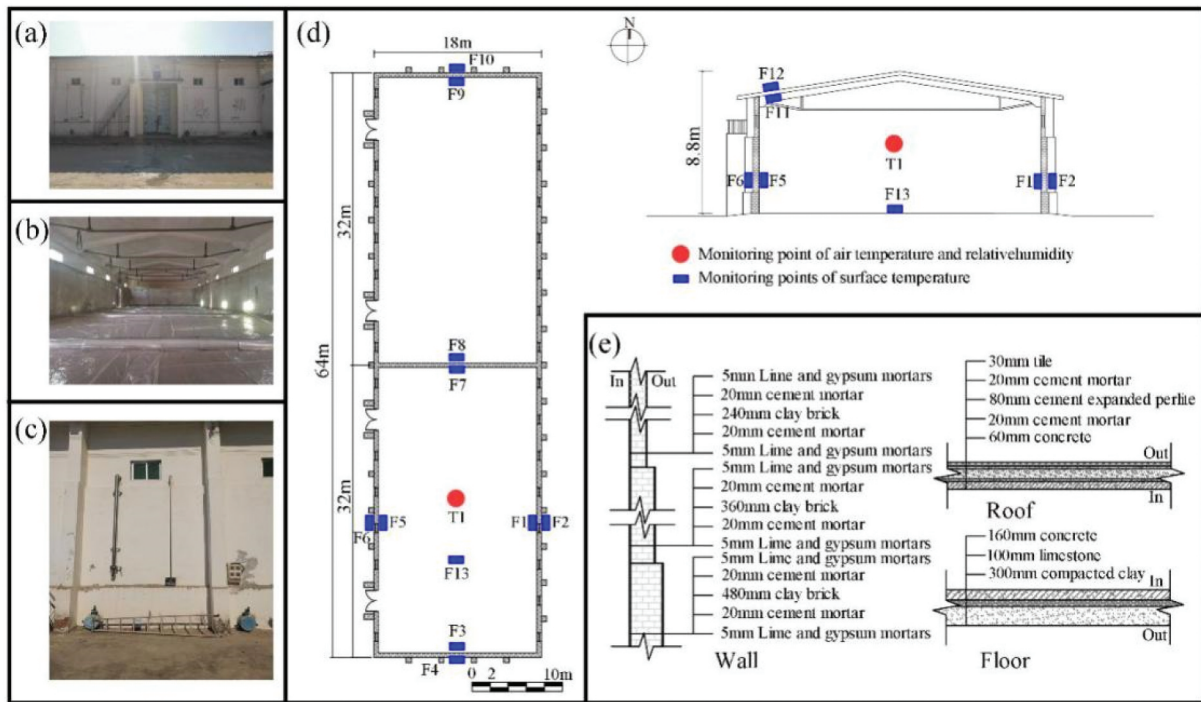 (a)
(b)
(c)
(d)
18m
F10
F9
32m
64m
F8
F7
32m
T1
F5
F6
F1
F2
F13
F3
F4
0 2 10m
N
F12
F11
8.8m
T1
F6
F5
F1
F2
F13
Monitoring point of air temperature and relativehumidity
Monitoring points of surface temperature
(e)
In
Out
5mm Lime and gypsum mortars
20mm cement mortar
240mm clay brick
20mm cement mortar
5mm Lime and gypsum mortars
5mm Lime and gypsum mortars
20mm cement mortar
360mm clay brick
20mm cement mortar
5mm Lime and gypsum mortars
5mm Lime and gypsum mortars
20mm cement mortar
480mm clay brick
20mm cement mortar
5mm Lime and gypsum mortars
Wall
30mm tile
20mm cement mortar
80mm cement expanded perlite
20mm cement mortar
60mm concrete
Out
In
Roof
160mm concrete
100mm limestone
300mm compacted clay
In
Out
Floor